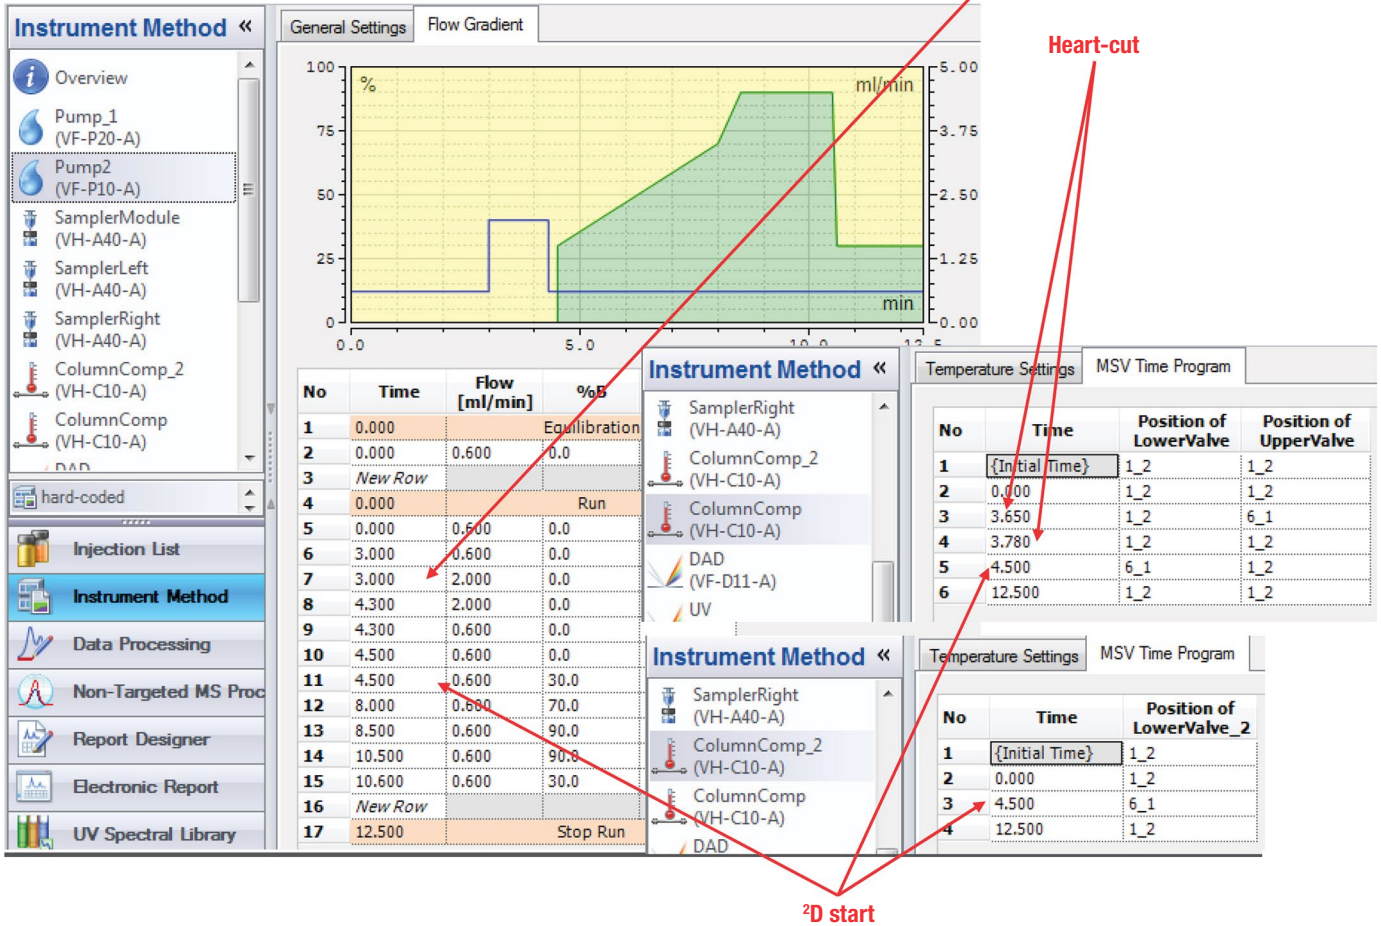 Instrument Method «
Overview
Pump_1
(VF-P20-A)
Pump2
(VF-P10-A)
SamplerModule
(VH-A40-A)
SamplerLeft
(VH-A40-A)
SamplerRight
(VH-A40-A)
ColumnComp_2
(VH-C10-A)
ColumnComp
(VH-C10-A)
DAD
hard-coded
Injection List
Instrument Method
Data Processing
Non-Targeted MS Proc
Report Designer
Electronic Report
UV Spectral Library
General Settings Flow Gradient
Heart-cut
% ml/min
100 5.00
75 3.75
50 2.50
25 1.25
min
0 0.00
0.0 5.0 10.0 12.5
No Time Flow [ml/min] %B
1 0.000 Equilibration
2 0.000 0.600 0.0
3 New Row
4 0.000 Run
5 0.000 0.600 0.0
6 3.000 0.600 0.0
7 3.000 2.000 0.0
8 4.300 2.000 0.0
9 4.300 0.600 0.0
10 4.500 0.600 0.0
11 4.500 0.600 30.0
12 8.000 0.600 70.0
13 8.500 0.600 90.0
14 10.500 0.600 90.0
15 10.600 0.600 30.0
16 New Row
17 12.500 Stop Run
Instrument Method «
SamplerRight
(VH-A40-A)
ColumnComp_2
(VH-C10-A)
ColumnComp
(VH-C10-A)
DAD
(VF-D11-A)
UV
Temperature Settings MSV Time Program
No Time Position of LowerValve Position of UpperValve
1 {Initial Time} 1_2 1_2
2 0.000 1_2 1_2
3 3.650 1_2 6_1
4 3.780 1_2 1_2
5 4.500 6_1 1_2
6 12.500 1_2 1_2
Instrument Method «
SamplerRight
(VH-A40-A)
ColumnComp_2
(VH-C10-A)
ColumnComp
(VH-C10-A)
DAD
Temperature Settings MSV Time Program
No Time Position of LowerValve_2
1 {Initial Time} 1_2
2 0.000 1_2
3 4.500 6_1
4 12.500 1_2
²D start